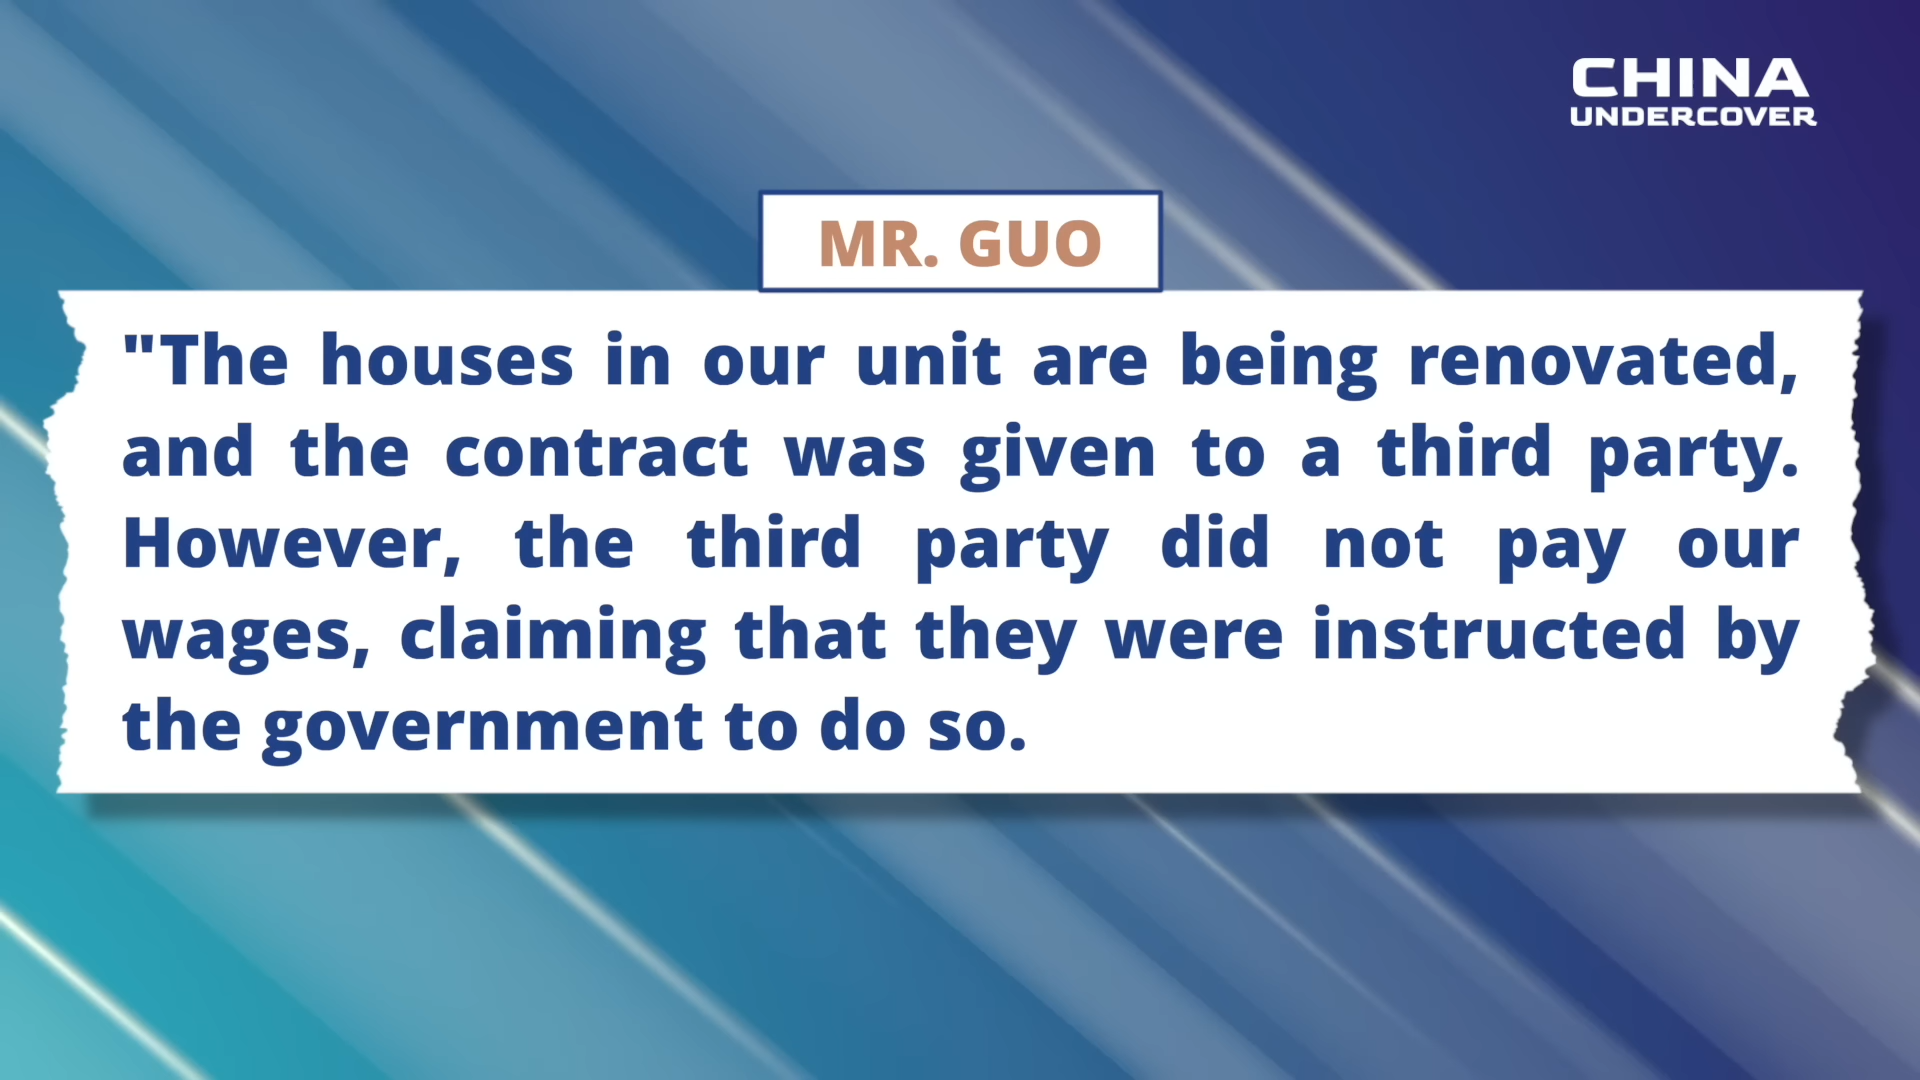 CHINA
UNDERCOVER
MR. GUO
"The houses in our unit are being renovated,
and the contract was given to a third party.
However, the third party did not pay our
wages, claiming that they were instructed by
the government to do so.